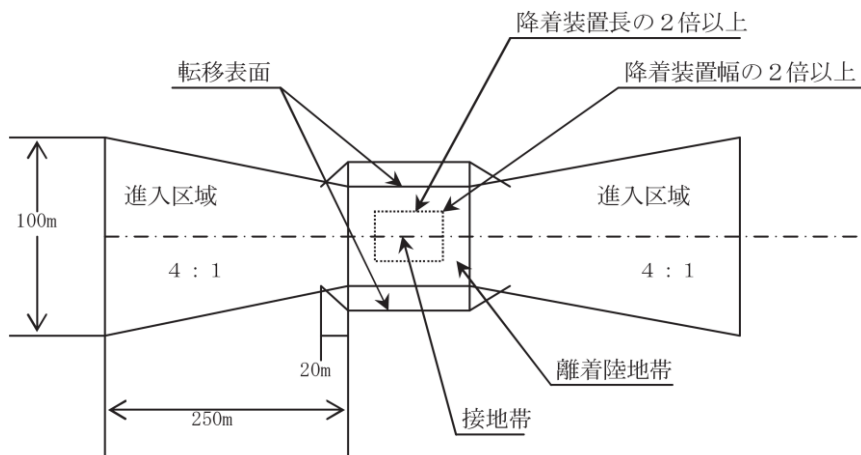 降着装置長の２倍以上
降着装置幅の２倍以上
転移表面
進入区域
進入区域
100m
４：１
４：１
20m
離着陸地帯
250m
接地帯